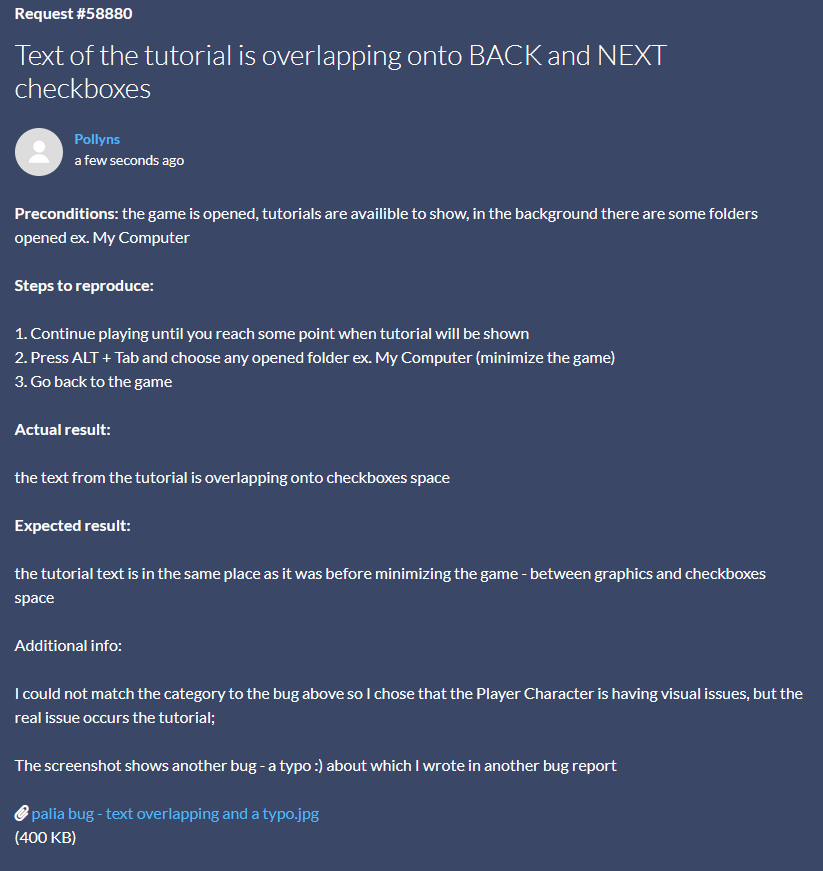 Request #58880
Text of the tutorial is overlapping onto BACK and NEXT
checkboxes
Pollyns
a few seconds ago
Preconditions: the game is opened, tutorials are availible to show, in the background there are some folders
opened ex. My Computer
Steps to reproduce:
1. Continue playing until you reach some point when tutorial will be shown
2. Press ALT + Tab and choose any opened folder ex. My Computer (minimize the game)
3. Go back to the game
Actual result:
the text from the tutorial is overlapping onto checkboxes space
Expected result:
the tutorial text is in the same place as it was before minimizing the game - between graphics and checkboxes
space
Additional info:
I could not match the category to the bug above so I chose that the Player Character is having visual issues, but the
real issue occurs the tutorial;
The screenshot shows another bug - a typo :) about which I wrote in another bug report
palia bug - text overlapping and a typo.jpg
(400 KB)